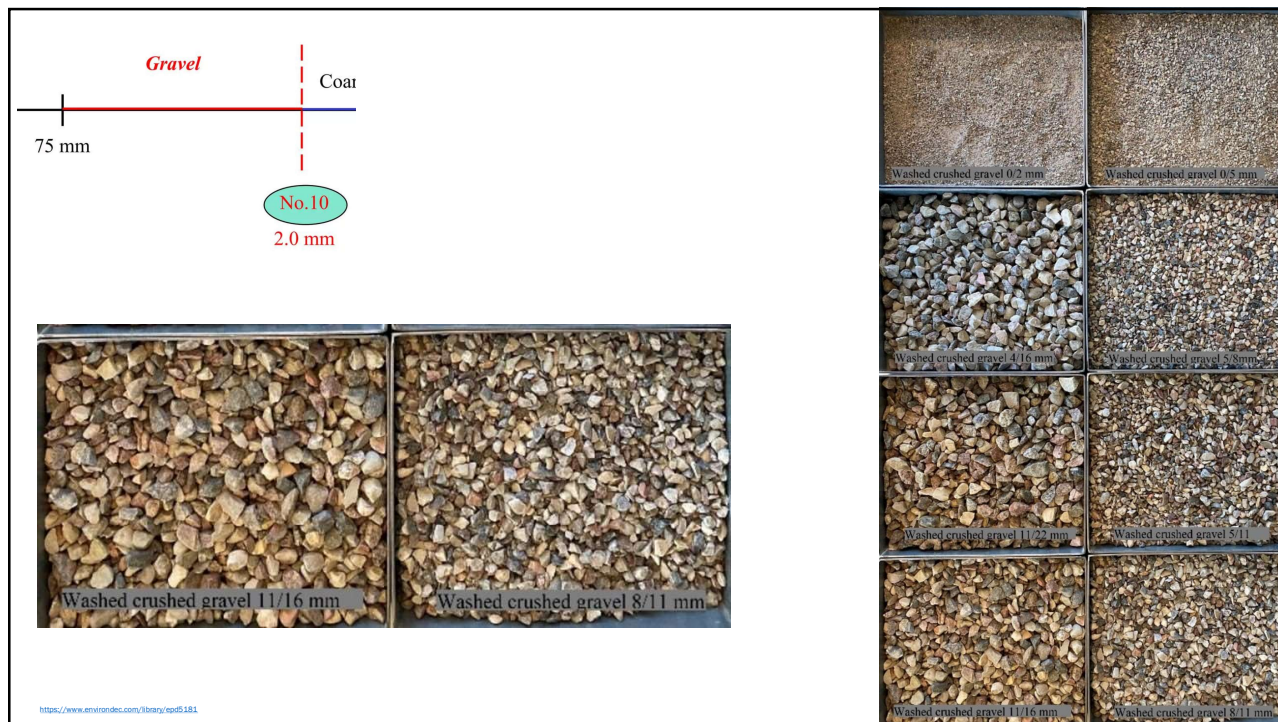 Gravel
Coar
75 mm
No.10
2.0 mm
Washed crushed gravel 11/16 mm
Washed crushed gravel 8/11 mm
https://www.environdec.com/library/epd5181
Washed crushed gravel 0/2 mm
Washed crushed gravel 0/5 mm
Washed crushed gravel 4/16 mm
Washed crushed gravel 5/8mm
Washed crushed gravel 11/22 mm
Washed crushed gravel 5/11
Washed crushed gravel 11/16 mm
Washed crushed gravel 8/11 mm